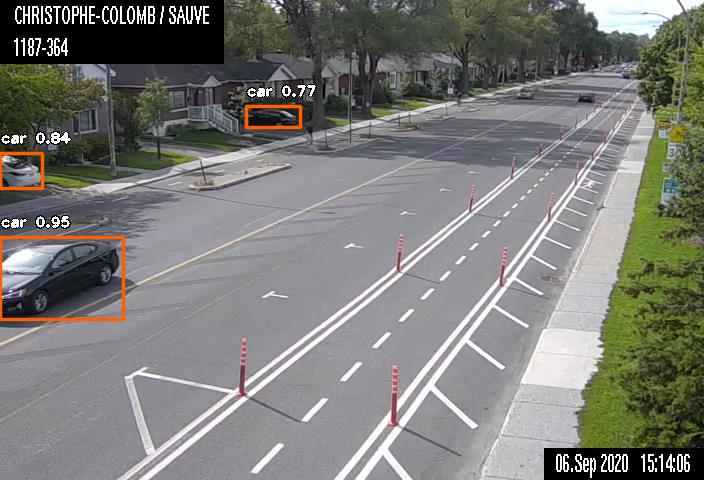 CHRISTOPHE-COLOMB / SAUVE
1187-364
car 0.77
car 0.84
car 0.95
06.Sep 2020 15:14:06